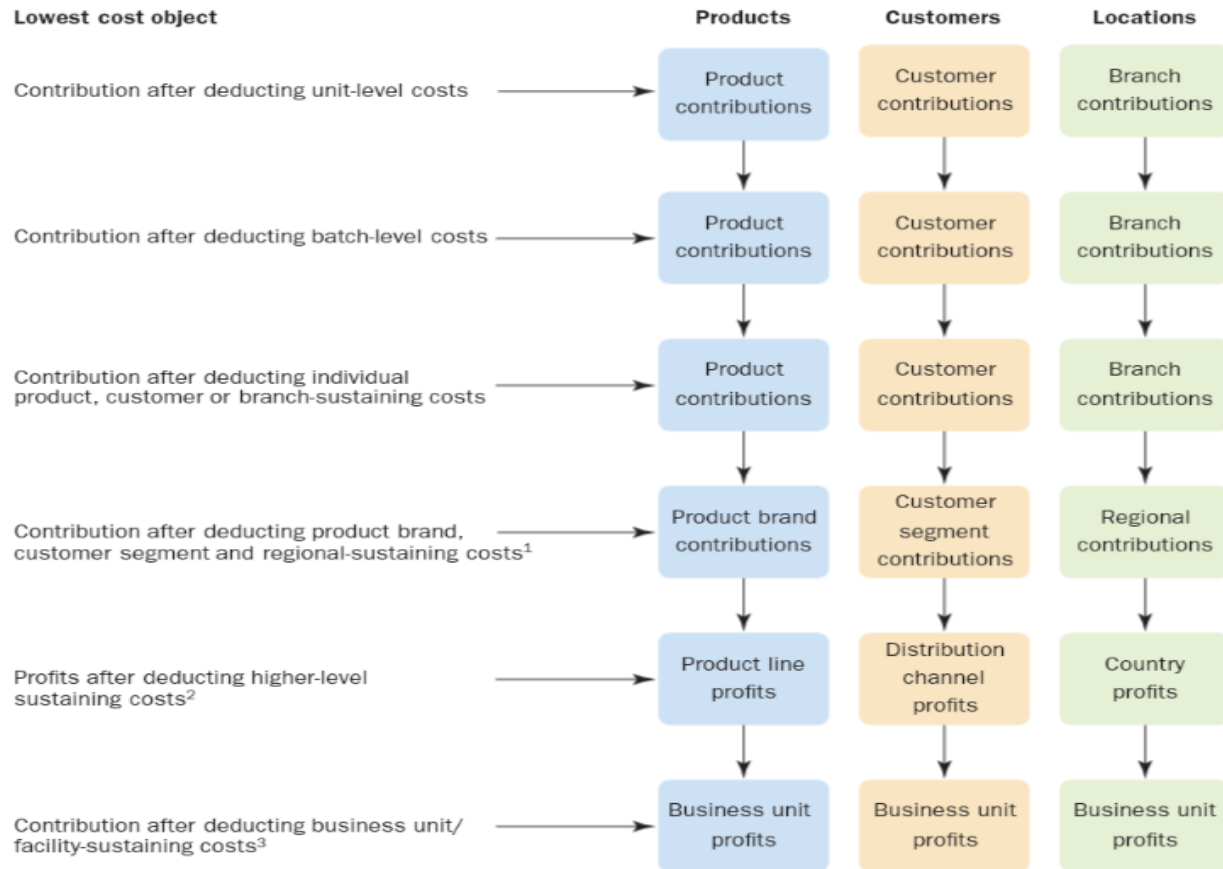 Lowest cost object
Products
Customers
Locations
Contribution after deducting unit-level costs
Product
contributions
Customer
contributions
Branch
contributions
Contribution after deducting batch-level costs
Product
contributions
Customer
contributions
Branch
contributions
Contribution after deducting individual
product, customer or branch-sustaining costs
Product
contributions
Customer
contributions
Branch
contributions
Contribution after deducting product brand,
customer segment and regional-sustaining costs¹
Product brand
contributions
Customer
segment
contributions
Regional
contributions
Profits after deducting higher-level
sustaining costs²
Product line
profits
Distribution
channel
profits
Country
profits
Contribution after deducting business unit/
facility-sustaining costs³
Business unit
profits
Business unit
profits
Business unit
profits